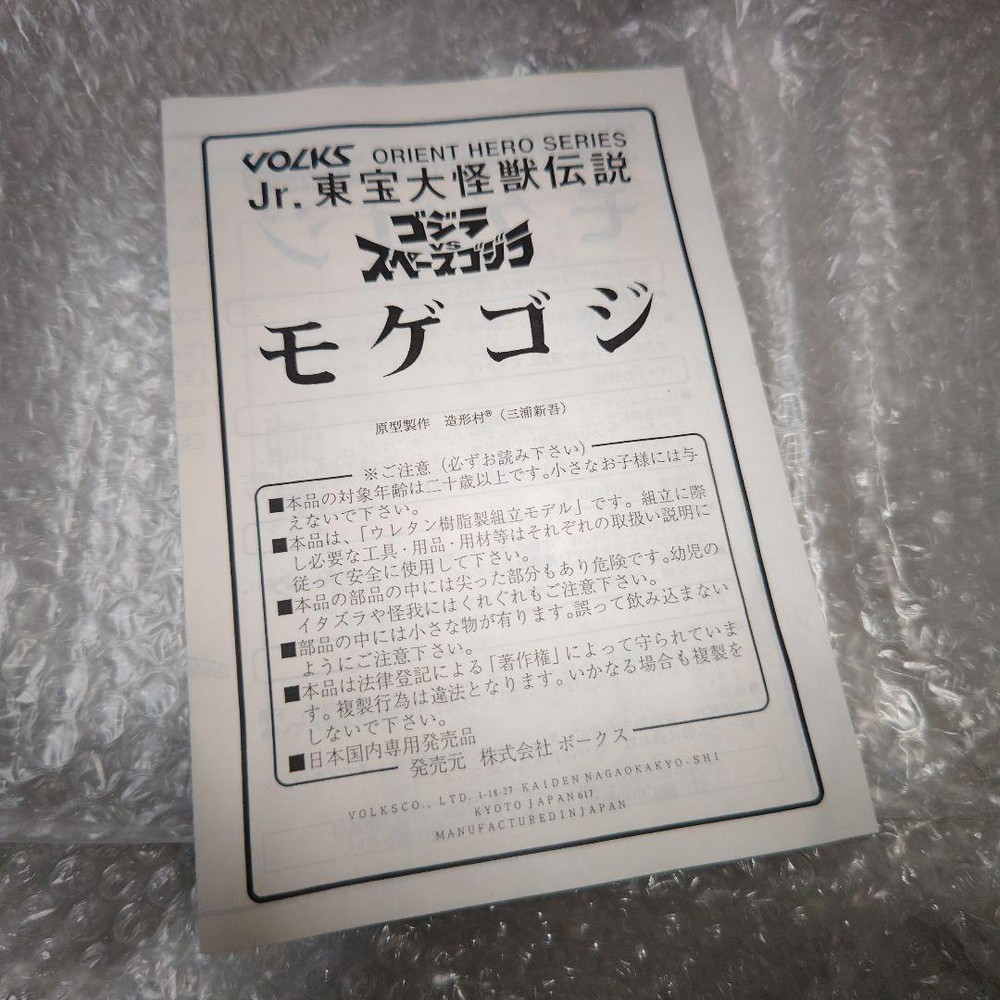 VOLKS ORIENT HERO SERIES
Jr.東宝大怪獣伝説
ゴジラ
VS
スペースゴジラ
モゲゴジ
原型製作 造形村®(三浦新吾)
※ご注意(必ずお読み下さい)
■本品の対象年齢は二十歳以上です。小さなお子様には与
えないで下さい。
■本品は、「ウレタン樹脂製組立モデル」です。組立に際
し必要な工具・用品・用材等はそれぞれの取扱い説明に
従って安全に使用して下さい。
■本品の部品の中には尖った部分もあり危険です。幼児の
イタズラや怪我にはくれぐれもご注意下さい。
■部品の中には小さな物が有ります。誤って飲み込まない
ようにご注意下さい。
■本品は法律登記による「著作権」によって守られていま
す。複製行為は違法となります。いかなる場合も複製を
しないで下さい。
■日本国内専用発売品
発売元 株式会社 ボークス
VOLKSCO., LTD. 1-18-27 KAIDEN NAGAOKAKYO-SHI
KYOTO JAPAN 617
MANUFACTUREDINJAPAN